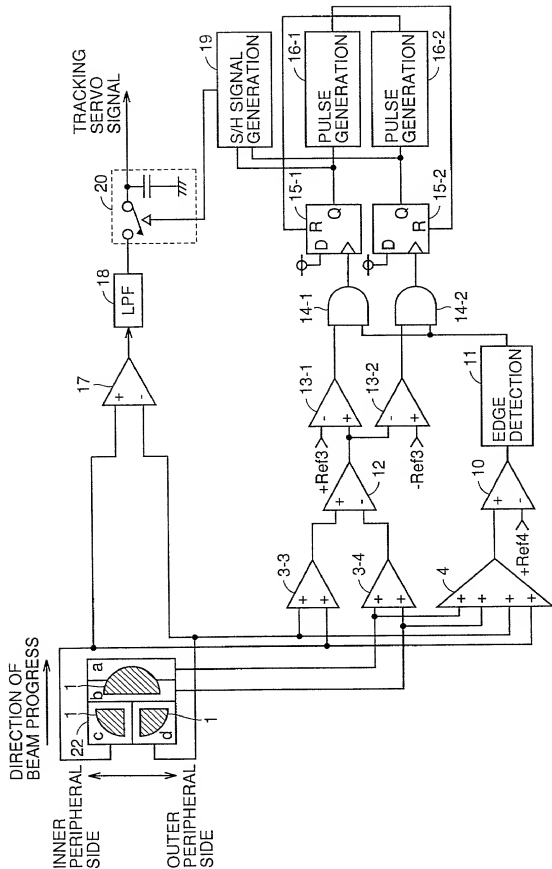 DIRECTION OF
BEAM PROGRESS
INNER
PERIPHERAL
SIDE
OUTER
PERIPHERAL
SIDE
22
1
1
1
a
b
c
d
TRACKING
SERVO
SIGNAL
20
18
LPF
17
+
-
19
S/H SIGNAL
GENERATION
16-1
PULSE
GENERATION
16-2
PULSE
GENERATION
15-1
D
R
Q
15-2
D
R
Q
14-1
14-2
13-1
-
+
+Ref3
13-2
-
+
-Ref3
12
+
-
11
EDGE
DETECTION
10
+
-
+Ref4
3-3
+
+
3-4
+
+
4
+
+
+
+